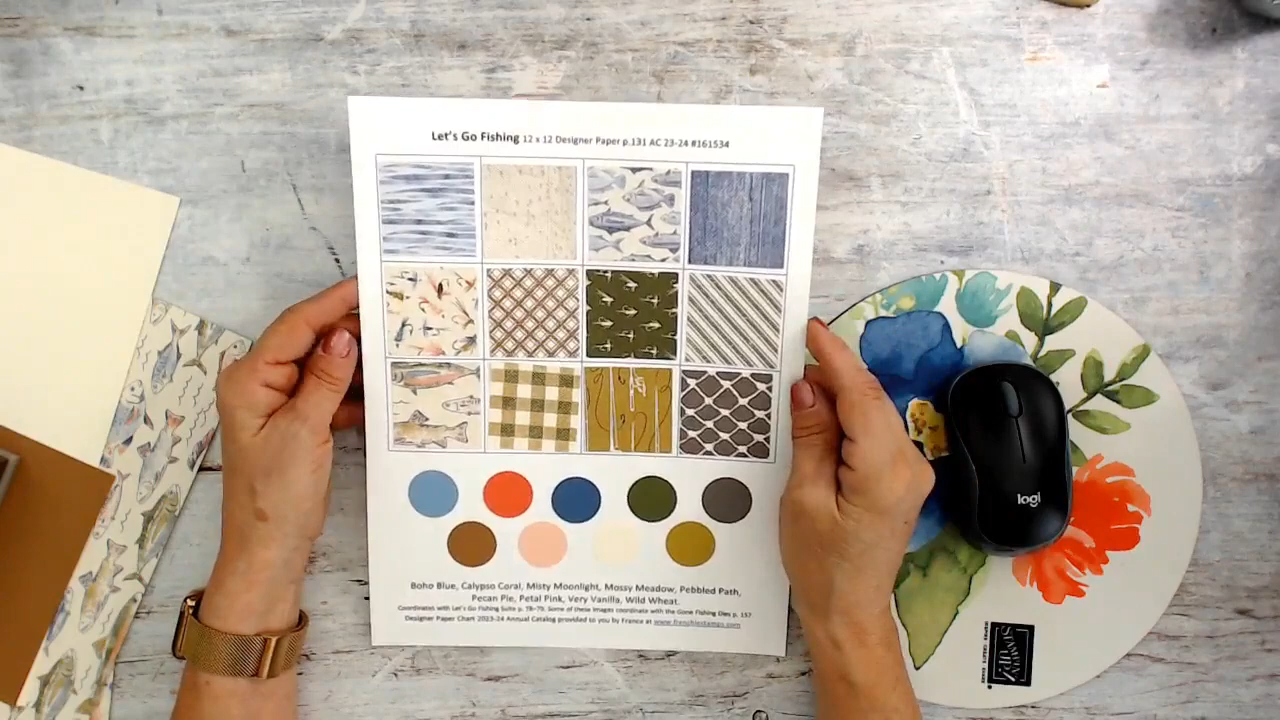 Let's Go Fishing 12 x 12 Designer Paper p.131 AC 23-24 #161534
Boho Blue, Calypso Coral, Misty Moonlight, Mossy Meadow, Pebbled Path,
Pecan Pie, Petal Pink, Very Vanilla, Wild Wheat.
Coordinates with Let's Go Fishing Suite p. 78-79. Some of these images coordinate with the Gone Fishing Dies p. 157
Designer Paper Chart 2023-24 Annual Catalog provided to you by France at www.frenchiestamps.com
logi
STAMPIN' UP!